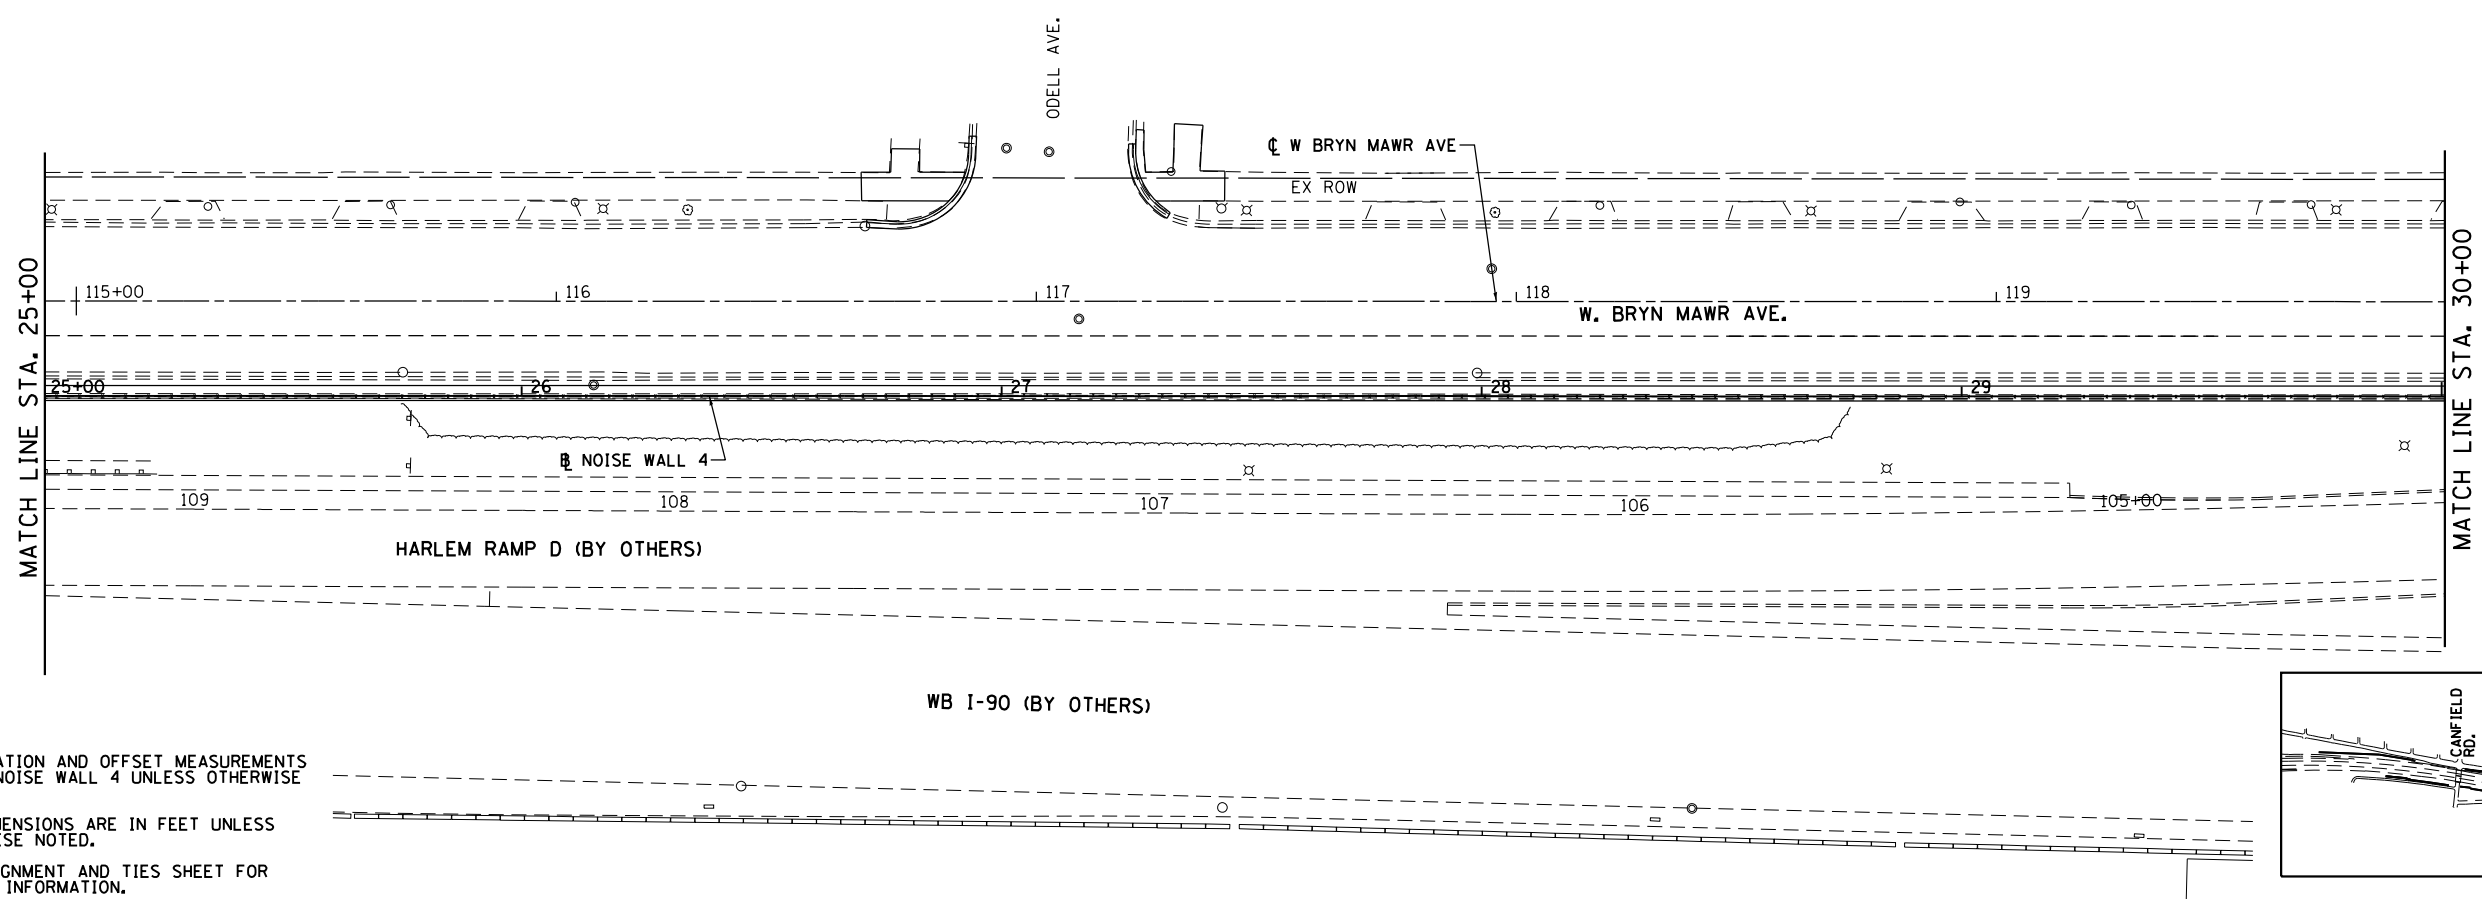 ODELL AVE.
℄ W BRYN MAWR AVE
EX ROW
MATCH LINE STA. 25+00
MATCH LINE STA. 30+00
115+00
116
117
118
119
W. BRYN MAWR AVE.
25+00
26
27
28
29
℄ NOISE WALL 4
109
108
107
106
105+00
HARLEM RAMP D (BY OTHERS)
WB I-90 (BY OTHERS)
CANFIELD
RD.
ATION AND OFFSET MEASUREMENTS
NOISE WALL 4 UNLESS OTHERWISE
MENSIONS ARE IN FEET UNLESS
ISE NOTED.
GNMENT AND TIES SHEET FOR
INFORMATION.